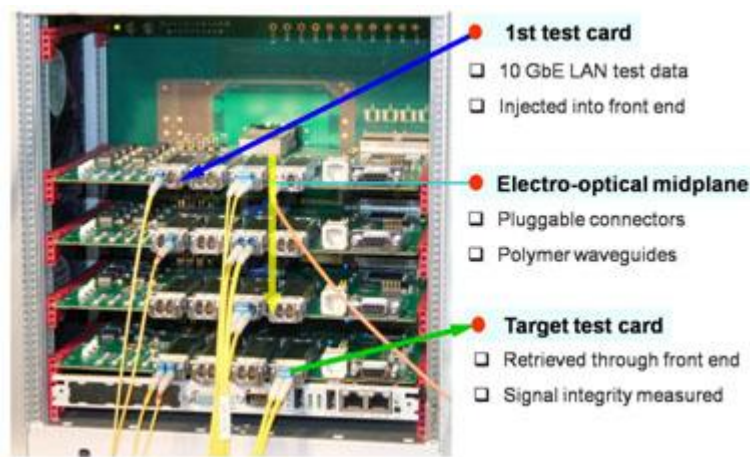 1st test card
❑ 10 GbE LAN test data
❑ Injected into front end
Electro-optical midplane
❑ Pluggable connectors
❑ Polymer waveguides
Target test card
❑ Retrieved through front end
❑ Signal integrity measured